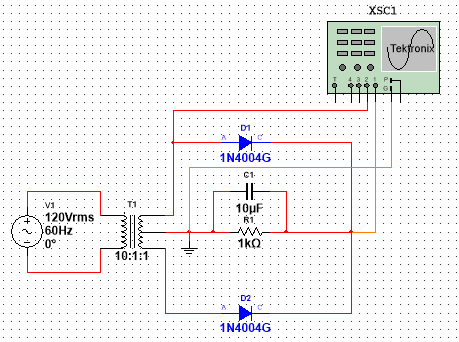 XSC1
Tektronix
T 4 3 2 1
P
G
D1
A C
1N4004G
C1
10µF
R1
1kΩ
V1
120Vrms
60Hz
0°
T1
10:1:1
D2
A C
1N4004G